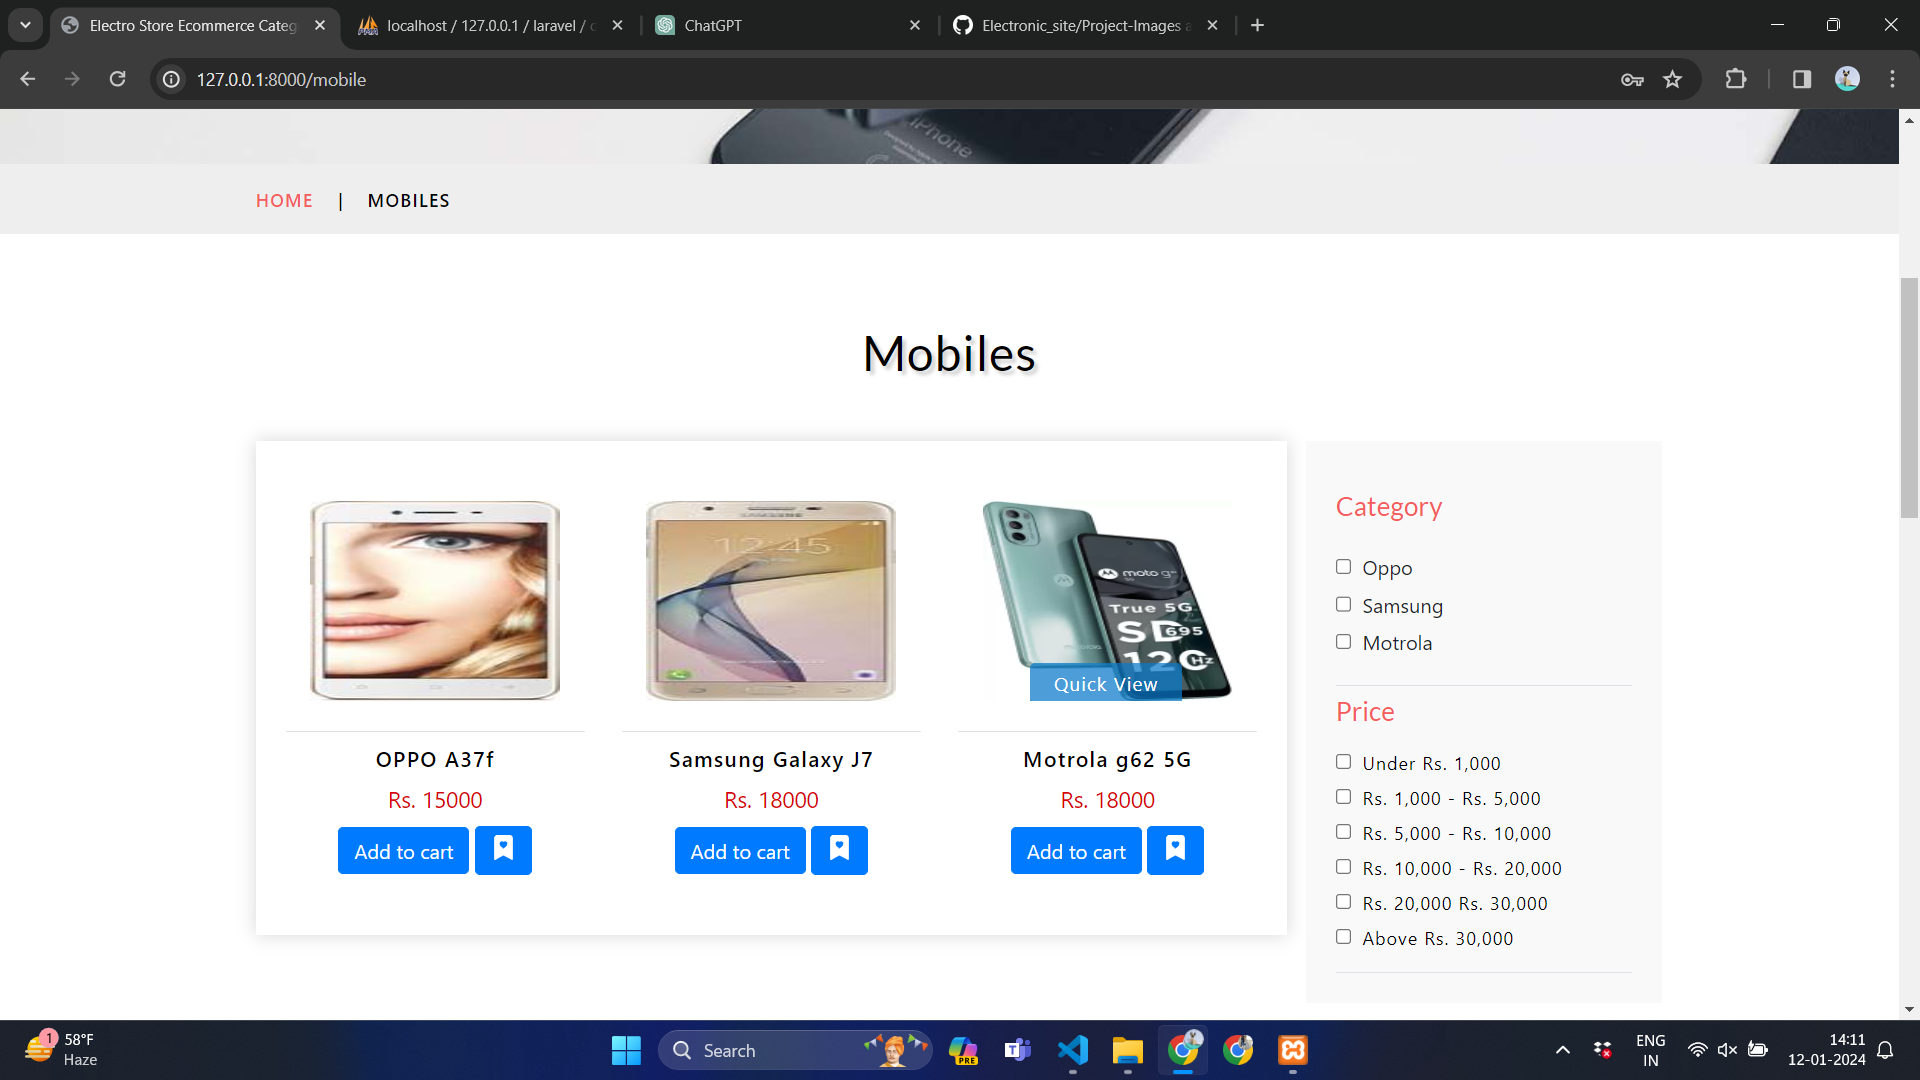 Electro Store Ecommerce Categ
localhost / 127.0.0.1 / laravel / c
ChatGPT
Electronic_site/Project-Images a
127.0.0.1:8000/mobile
iPhone
HOME | MOBILES
Mobiles
SAMSUNG
12:45
moto g
True 5G
SD 695
120 Hz
Quick View
OPPO A37f
Rs. 15000
Add to cart
Samsung Galaxy J7
Rs. 18000
Add to cart
Motrola g62 5G
Rs. 18000
Add to cart
Category
Oppo
Samsung
Motrola
Price
Under Rs. 1,000
Rs. 1,000 - Rs. 5,000
Rs. 5,000 - Rs. 10,000
Rs. 10,000 - Rs. 20,000
Rs. 20,000 Rs. 30,000
Above Rs. 30,000
1
58°F
Haze
Search
PRE
ENG
IN
14:11
12-01-2024